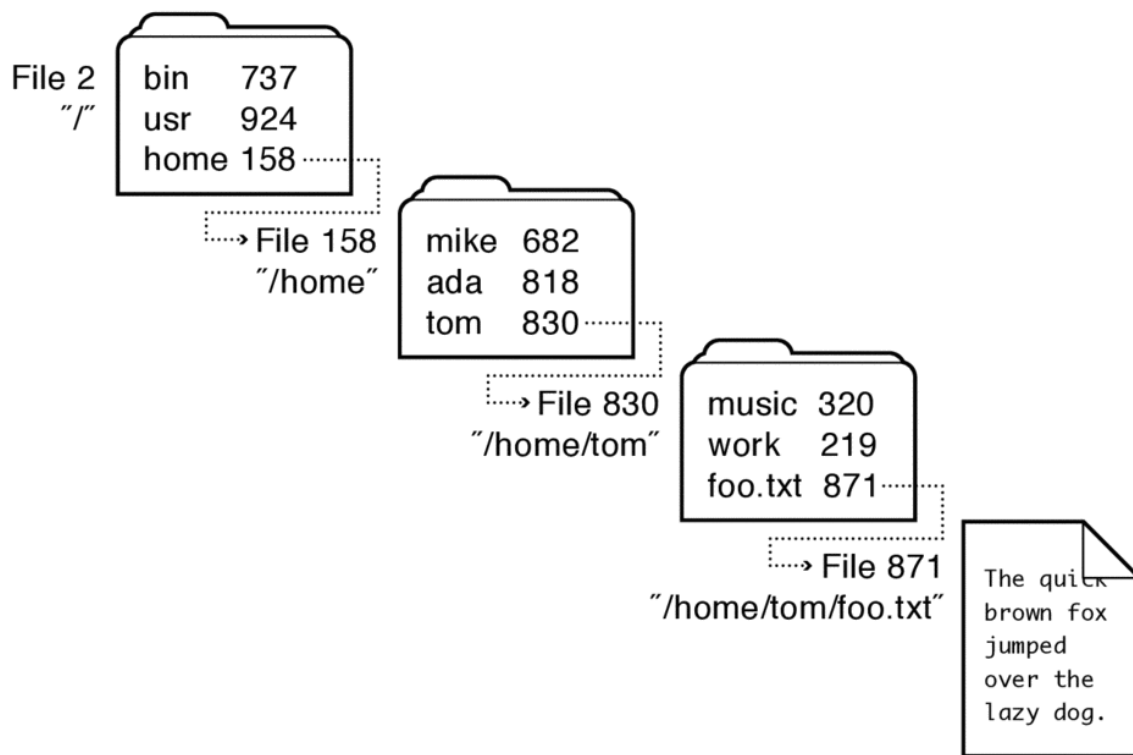 File 2
"/"
bin 737
usr 924
home 158
File 158
"/home"
mike 682
ada 818
tom 830
File 830
"/home/tom"
music 320
work 219
foo.txt 871
File 871
"/home/tom/foo.txt"
The quick
brown fox
jumped
over the
lazy dog.